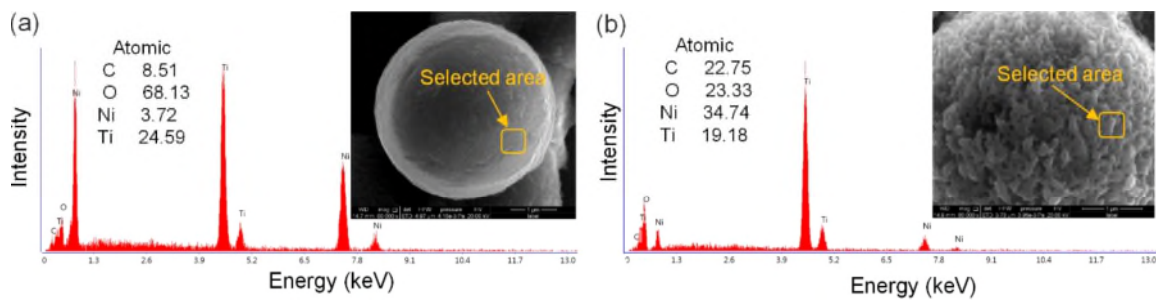 (a)
Atomic
C 8.51
O 68.13
Ni 3.72
Ti 24.59
Selected area
Intensity
Ni
Ti
Ti
O
C
Ti
Ni
Ni
0 1.3 2.6 3.9 5.2 6.5 7.8 9.1 10.4 11.7 13.0
Energy (keV)
(b)
Atomic
C 22.75
O 23.33
Ni 34.74
Ti 19.18
Selected area
Intensity
Ti
O
Ti
C
Ni
Ti
Ni
Ni
0 1.3 2.6 3.9 5.2 6.5 7.8 9.1 10.4 11.7 13.0
Energy (keV)